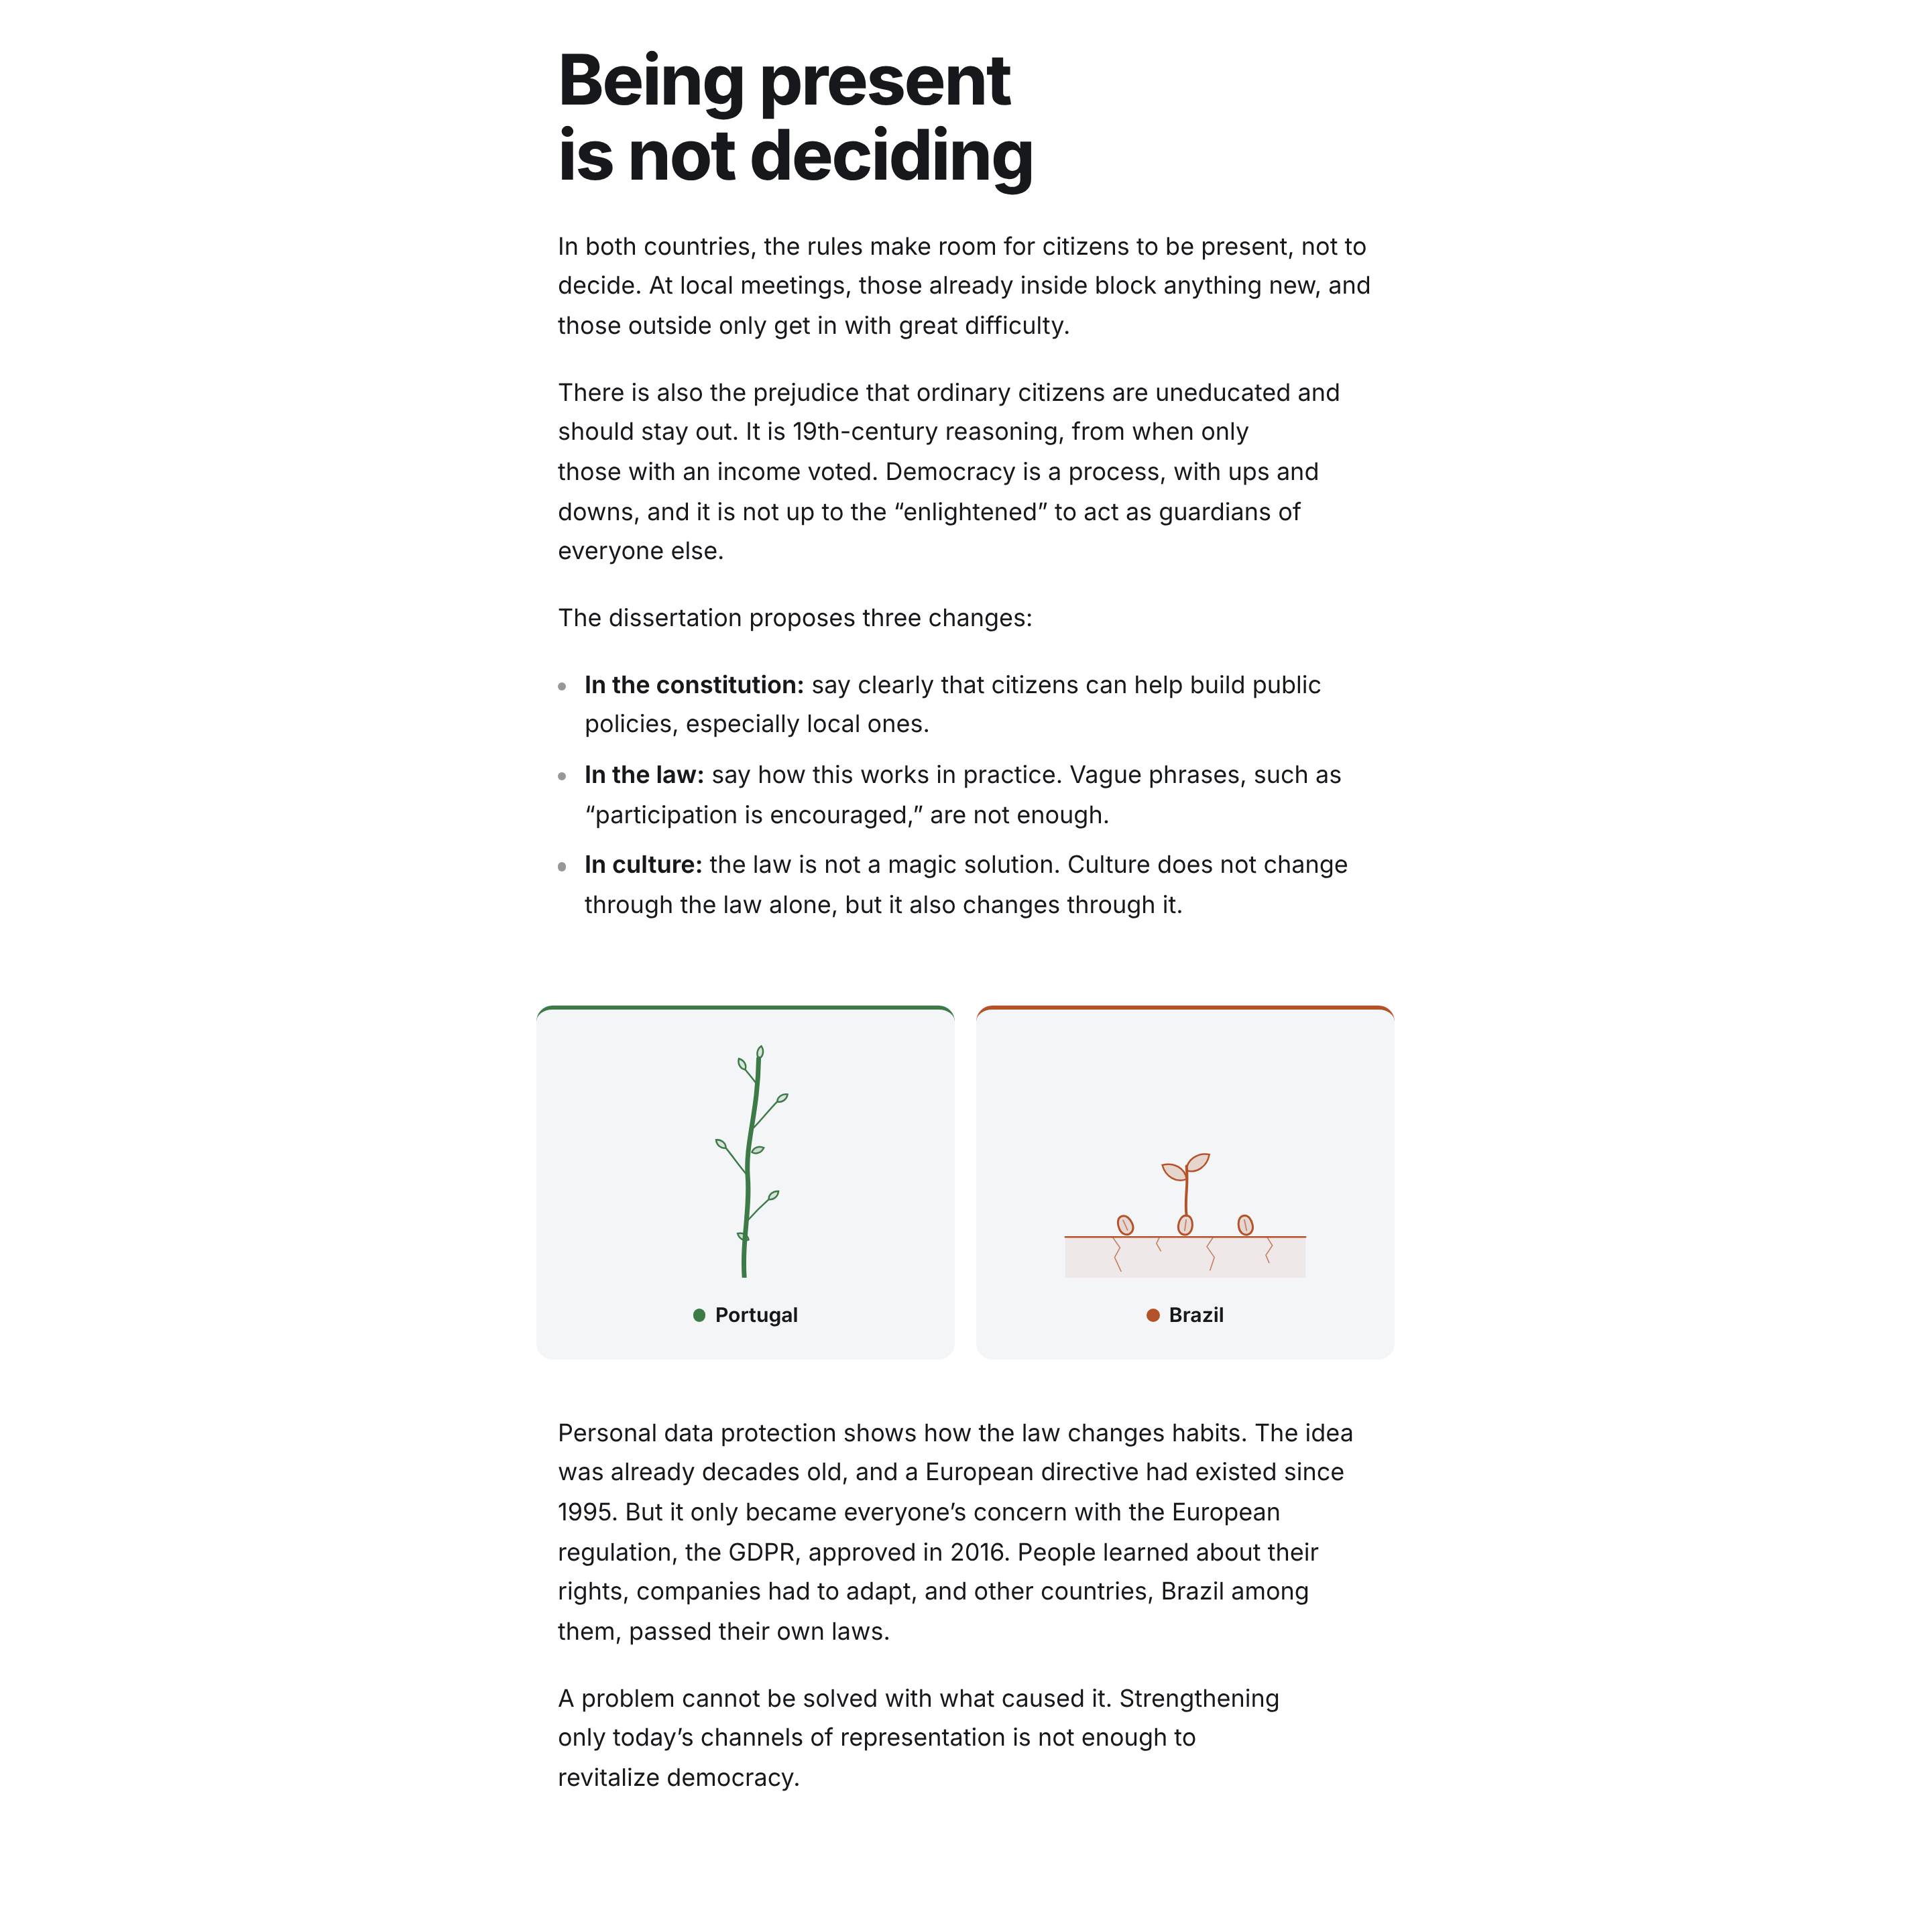 Being present
is not deciding
In both countries, the rules make room for citizens to be present, not to
decide. At local meetings, those already inside block anything new, and
those outside only get in with great difficulty.
There is also the prejudice that ordinary citizens are uneducated and
should stay out. It is 19th-century reasoning, from when only
those with an income voted. Democracy is a process, with ups and
downs, and it is not up to the “enlightened” to act as guardians of
everyone else.
The dissertation proposes three changes:
In the constitution: say clearly that citizens can help build public
policies, especially local ones.
In the law: say how this works in practice. Vague phrases, such as
“participation is encouraged,” are not enough.
In culture: the law is not a magic solution. Culture does not change
through the law alone, but it also changes through it.
Portugal
Brazil
Personal data protection shows how the law changes habits. The idea
was already decades old, and a European directive had existed since
1995. But it only became everyone’s concern with the European
regulation, the GDPR, approved in 2016. People learned about their
rights, companies had to adapt, and other countries, Brazil among
them, passed their own laws.
A problem cannot be solved with what caused it. Strengthening
only today’s channels of representation is not enough to
revitalize democracy.